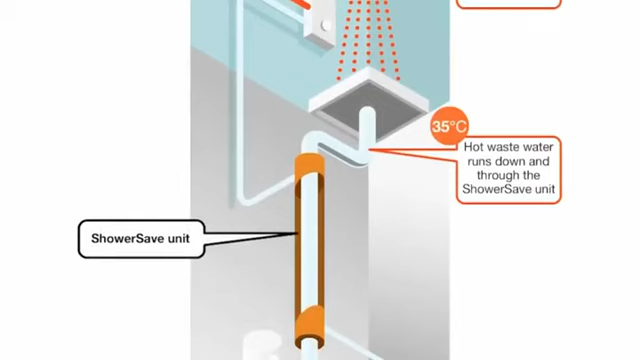 35°C
Hot waste water
runs down and
through the
ShowerSave unit
ShowerSave unit